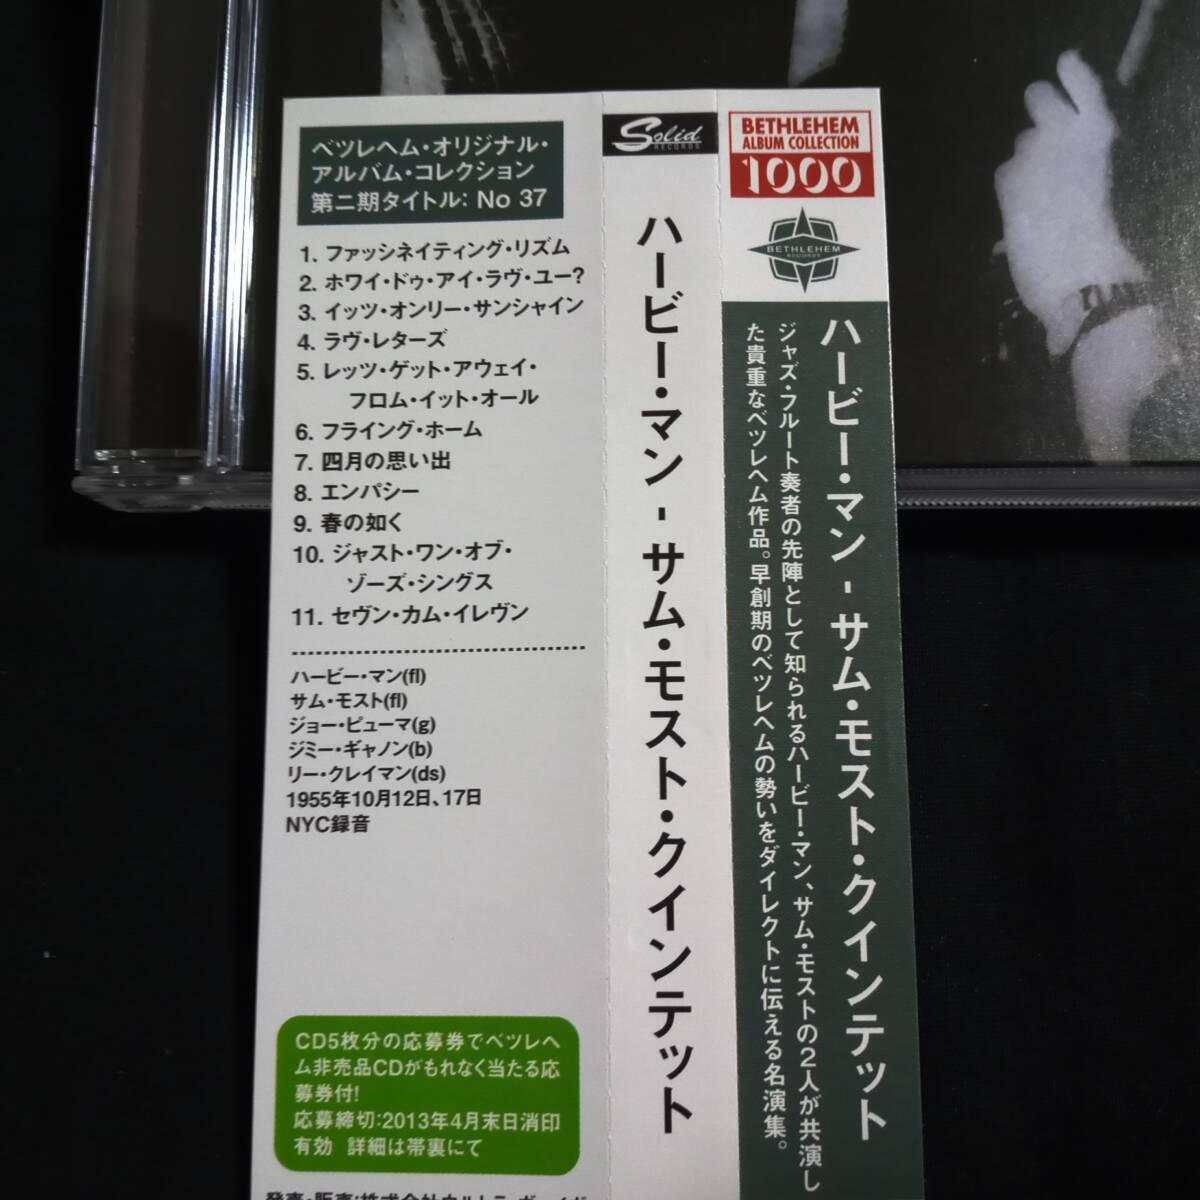 ベツレヘム・オリジナル・
アルバム・コレクション
第二期タイトル: No 37
1. ファッシネイティング・リズム
2. ホワイ・ドゥ・アイ・ラヴ・ユー?
3. イッツ・オンリー・サンシャイン
4. ラヴ・レターズ
5. レッツ・ゲット・アウェイ・
フロム・イット・オール
6. フライング・ホーム
7. 四月の思い出
8. エンパシー
9. 春の如く
10. ジャスト・ワン・オブ・
ゾーズ・シングス
11. セヴン・カム・イレヴン
ハービー・マン(fl)
サム・モスト(fl)
ジョー・ピューマ(g)
ジミー・ギャノン(b)
リー・クレイマン(ds)
1955年10月12日、17日
NYC録音
CD5枚分の応募券でベツレヘ
ム非売品CDがもれなく当たる応
募券付!
応募締切:2013年4月末日消印
有効 詳細は帯裏にて
発売・販売:株式会社ウルトラ・ヴァイヴ
Solid
RECORDS
ハービー・マン - サム・モスト・クインテット
BETHLEHEM
ALBUM COLLECTION
1000
BETHLEHEM
RECORDS
ハービー・マン - サム・モスト・クインテット
ジャズ・フルート奏者の先陣として知られるハービー・マン、サム・モストの2人が共演し
た貴重なベツレヘム作品。早創期のベツレヘムの勢いをダイレクトに伝える名演集。